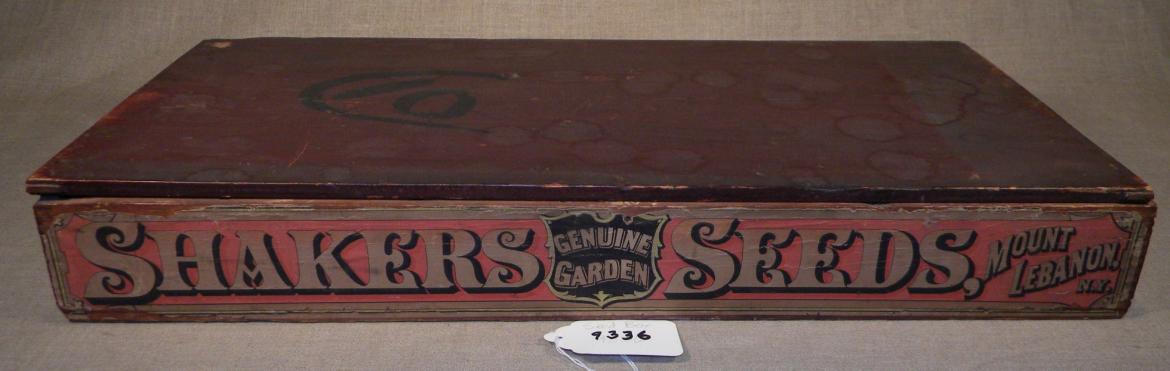 SHAKERS GENUINE GARDEN SEEDS, MOUNT LEBANON, N.Y.
9336